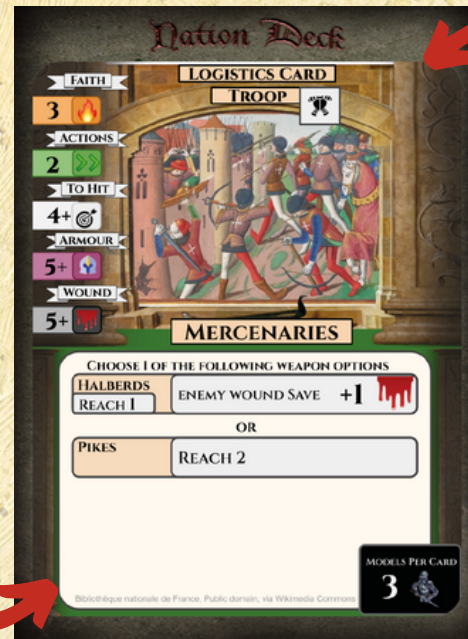 Nation Deck
Logistics Card
Troop
Faith
3
Actions
2
To Hit
4+
Armour
5+
Wound
5+
Mercenaries
Choose 1 of the following weapon options
Halberds
Reach 1
enemy wound Save +1
or
Pikes
Reach 2
Models Per Card
3
Bibliothèque nationale de France, Public domain, via Wikimedia Commons